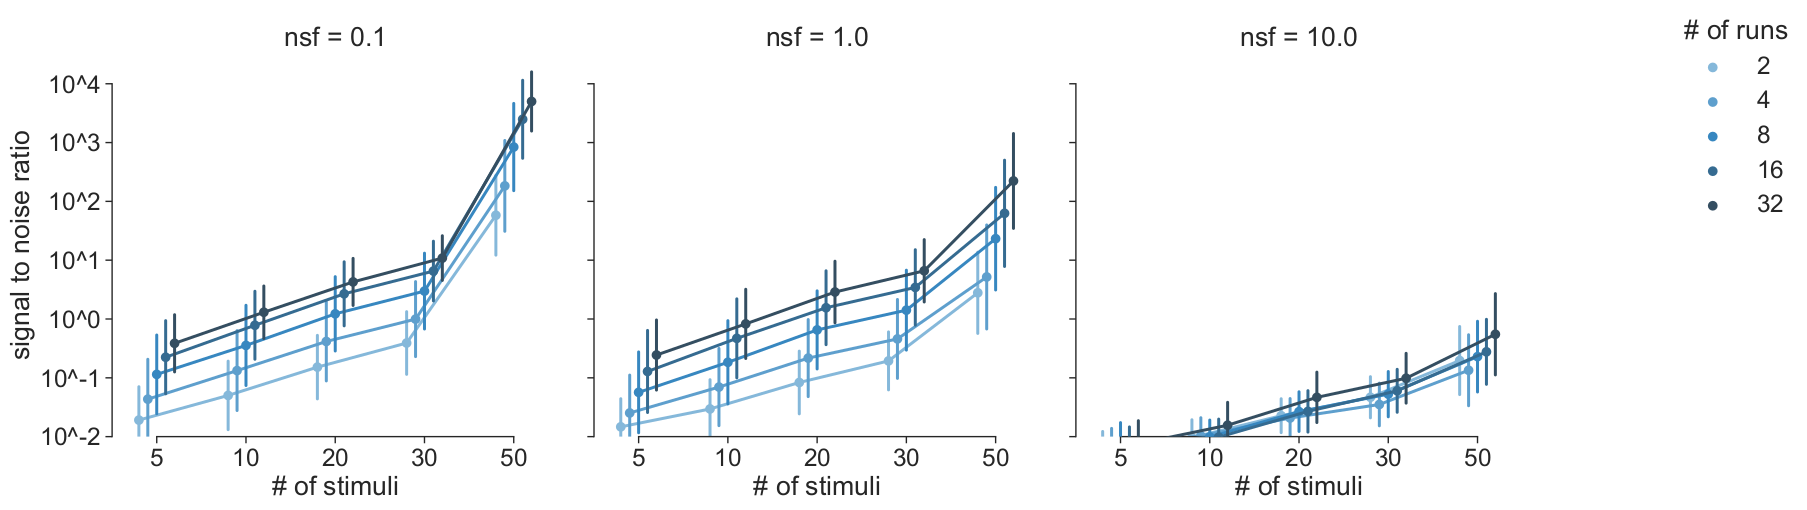 nsf = 0.1
nsf = 1.0
nsf = 10.0
# of runs
2
4
8
16
32
signal to noise ratio
10^4
10^3
10^2
10^1
10^0
10^-1
10^-2
5 10 20 30 50
# of stimuli
5 10 20 30 50
# of stimuli
5 10 20 30 50
# of stimuli